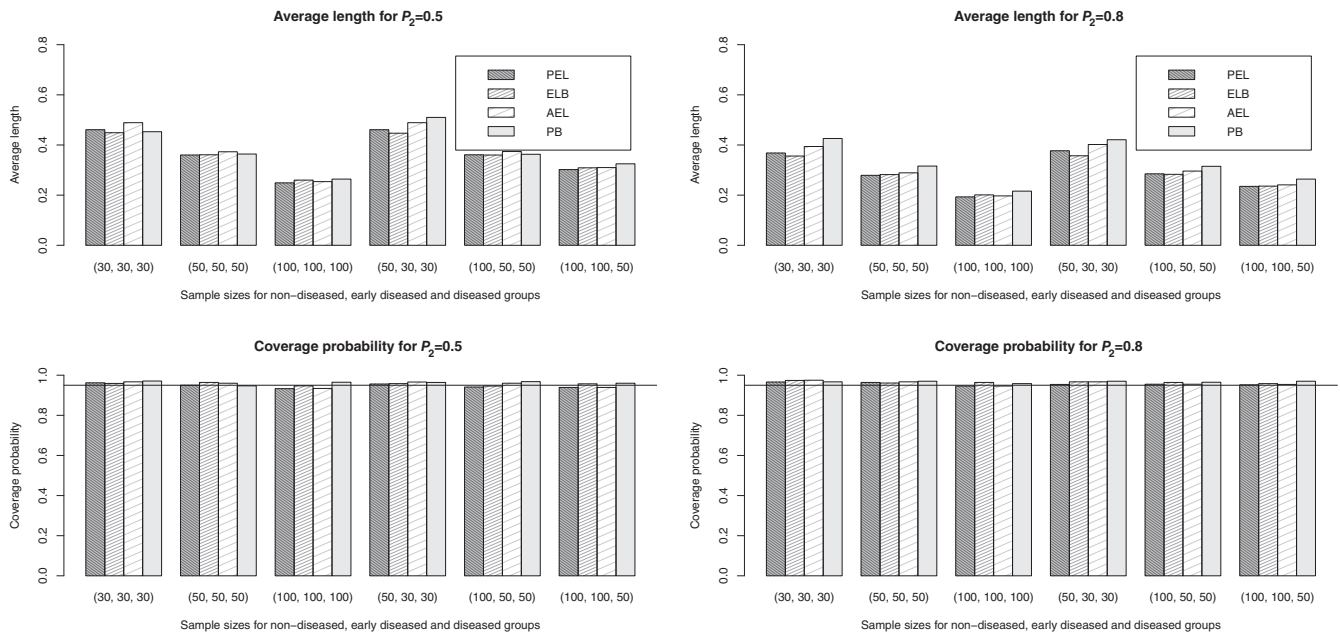 Average length for P2=0.5
Average length
0.0
0.2
0.4
0.6
0.8
PEL
ELB
AEL
PB
(30, 30, 30)
(50, 50, 50)
(100, 100, 100)
(50, 30, 30)
(100, 50, 50)
(100, 100, 50)
Sample sizes for non−diseased, early diseased and diseased groups
Average length for P2=0.8
Average length
0.0
0.2
0.4
0.6
0.8
PEL
ELB
AEL
PB
(30, 30, 30)
(50, 50, 50)
(100, 100, 100)
(50, 30, 30)
(100, 50, 50)
(100, 100, 50)
Sample sizes for non−diseased, early diseased and diseased groups
Coverage probability for P2=0.5
Coverage probability
0.0
0.2
0.4
0.6
0.8
1.0
(30, 30, 30)
(50, 50, 50)
(100, 100, 100)
(50, 30, 30)
(100, 50, 50)
(100, 100, 50)
Sample sizes for non−diseased, early diseased and diseased groups
Coverage probability for P2=0.8
Coverage probability
0.0
0.2
0.4
0.6
0.8
1.0
(30, 30, 30)
(50, 50, 50)
(100, 100, 100)
(50, 30, 30)
(100, 50, 50)
(100, 100, 50)
Sample sizes for non−diseased, early diseased and diseased groups